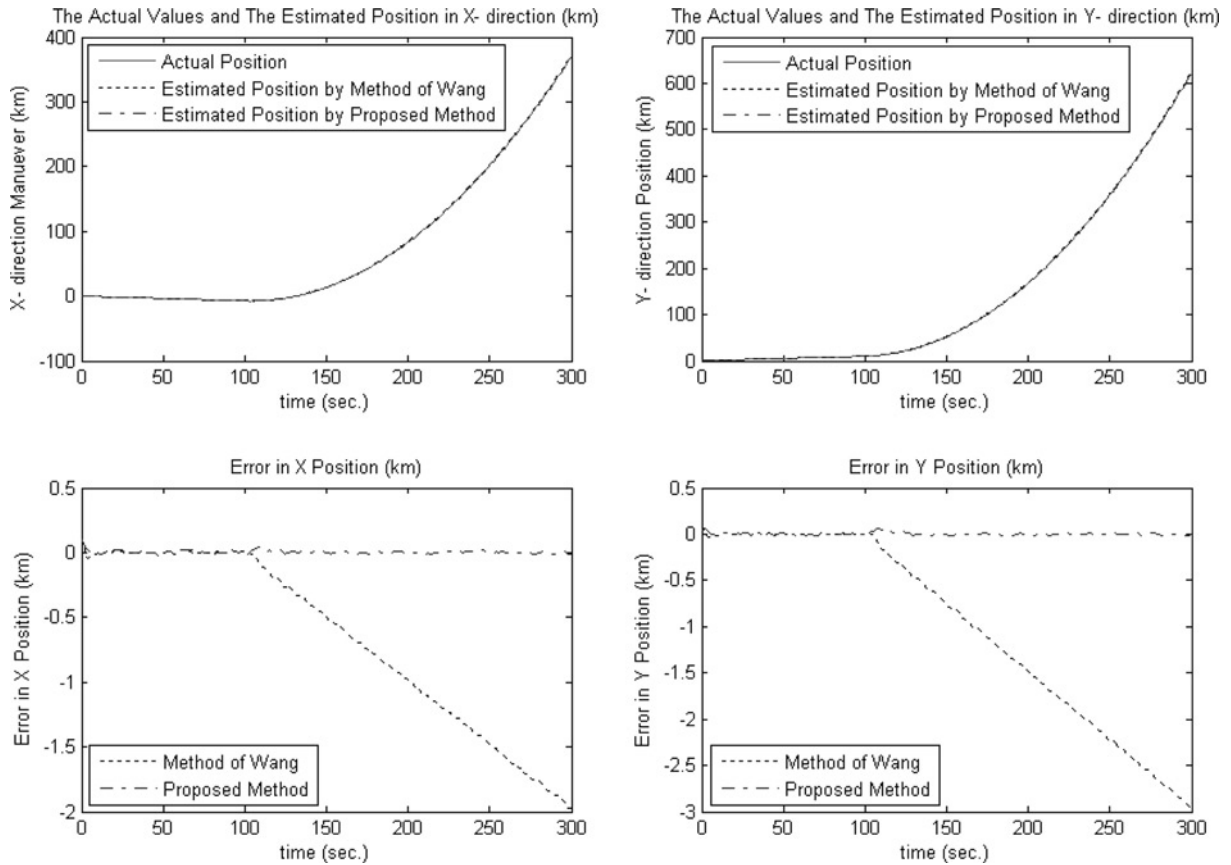 The Actual Values and The Estimated Position in X- direction (km)
400
300
200
100
0
-100
X- direction Manuever (km)
Actual Position
Estimated Position by Method of Wang
Estimated Position by Proposed Method
0 50 100 150 200 250 300
time (sec.)
The Actual Values and The Estimated Position in Y- direction (km)
700
600
500
400
300
200
100
0
Y- direction Position (km)
Actual Position
Estimated Position by Method of Wang
Estimated Position by Proposed Method
0 50 100 150 200 250 300
time (sec.)
Error in X Position (km)
0.5
0
-0.5
-1
-1.5
-2
Error in X Position (km)
Method of Wang
Proposed Method
0 50 100 150 200 250 300
time (sec.)
Error in Y Position (km)
0.5
0
-0.5
-1
-1.5
-2
-2.5
-3
Error in Y Position (km)
Method of Wang
Proposed Method
0 50 100 150 200 250 300
time (sec.)